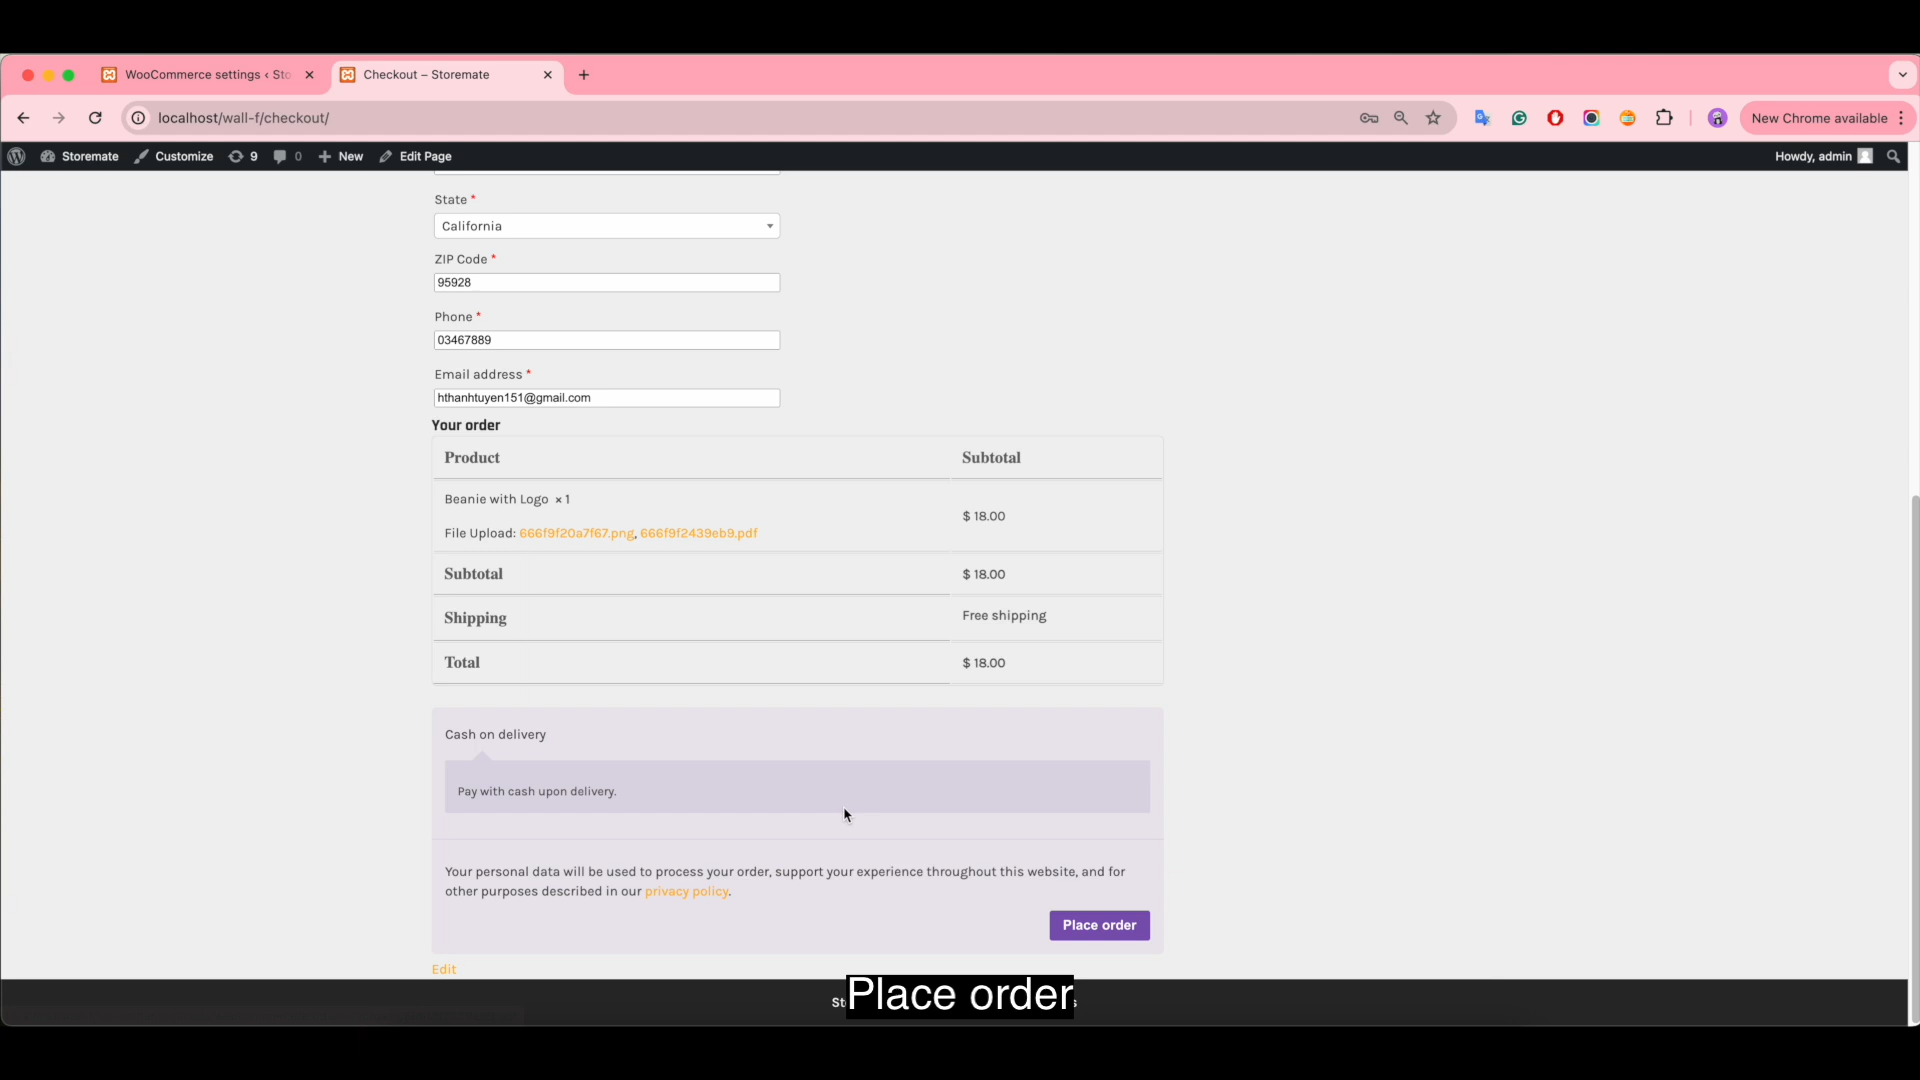 WooCommerce settings ‹ Sto
Checkout – Storemate
localhost/wall-f/checkout/
New Chrome available
Storemate
Customize
9
0
New
Edit Page
Howdy, admin
State *
California
ZIP Code *
95928
Phone *
03467889
Email address *
hthanhtuyen151@gmail.com
Your order
Product Subtotal
Beanie with Logo × 1
$ 18.00
File Upload: 666f9f20a7f67.png, 666f9f2439eb9.pdf
Subtotal $ 18.00
Shipping Free shipping
Total $ 18.00
Cash on delivery
Pay with cash upon delivery.
Your personal data will be used to process your order, support your experience throughout this website, and for
other purposes described in our privacy policy.
Place order
Edit
Place order